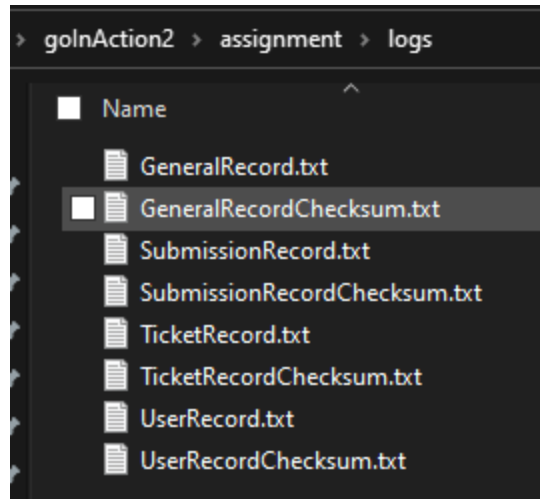 > goInAction2 > assignment > logs
Name
GeneralRecord.txt
GeneralRecordChecksum.txt
SubmissionRecord.txt
SubmissionRecordChecksum.txt
TicketRecord.txt
TicketRecordChecksum.txt
UserRecord.txt
UserRecordChecksum.txt